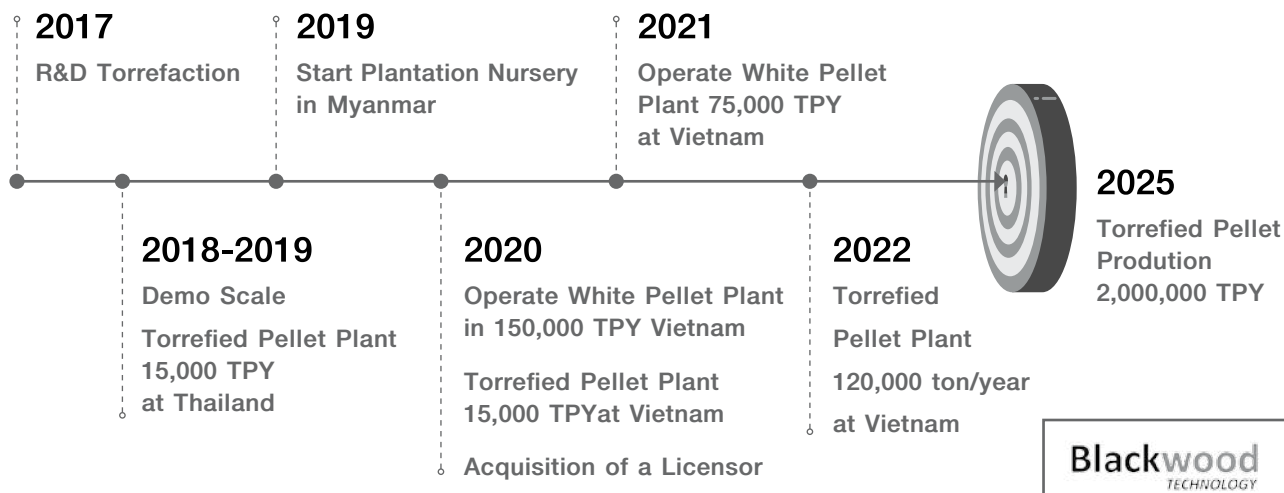 2017
R&D Torrefaction
2019
Start Plantation Nursery
in Myanmar
2021
Operate White Pellet
Plant 75,000 TPY
at Vietnam
2018-2019
Demo Scale
Torrefied Pellet Plant
15,000 TPY
at Thailand
2020
Operate White Pellet Plant
in 150,000 TPY Vietnam
Torrefied Pellet Plant
15,000 TPYat Vietnam
Acquisition of a Licensor
2022
Torrefied
Pellet Plant
120,000 ton/year
at Vietnam
2025
Torrefied Pellet
Prodution
2,000,000 TPY
Blackwood
TECHNOLOGY